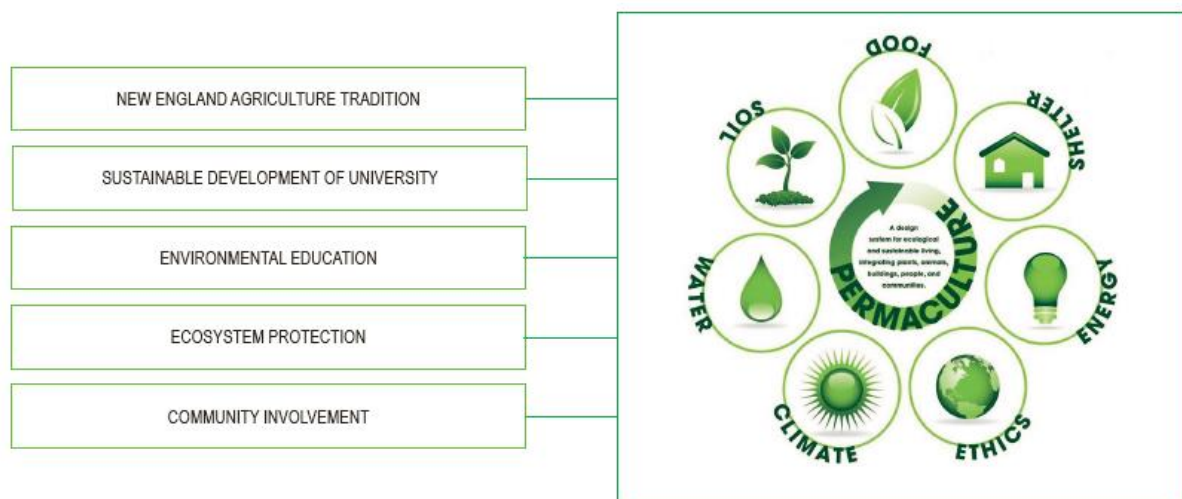 NEW ENGLAND AGRICULTURE TRADITION
SUSTAINABLE DEVELOPMENT OF UNIVERSITY
ENVIRONMENTAL EDUCATION
ECOSYSTEM PROTECTION
COMMUNITY INVOLVEMENT
FOOD
SHELTER
ENERGY
ETHICS
CLIMATE
WATER
SOIL
PERMACULTURE
A design
system for ecological
and sustainable living,
integrating plants, animals,
buildings, people, and
communities.